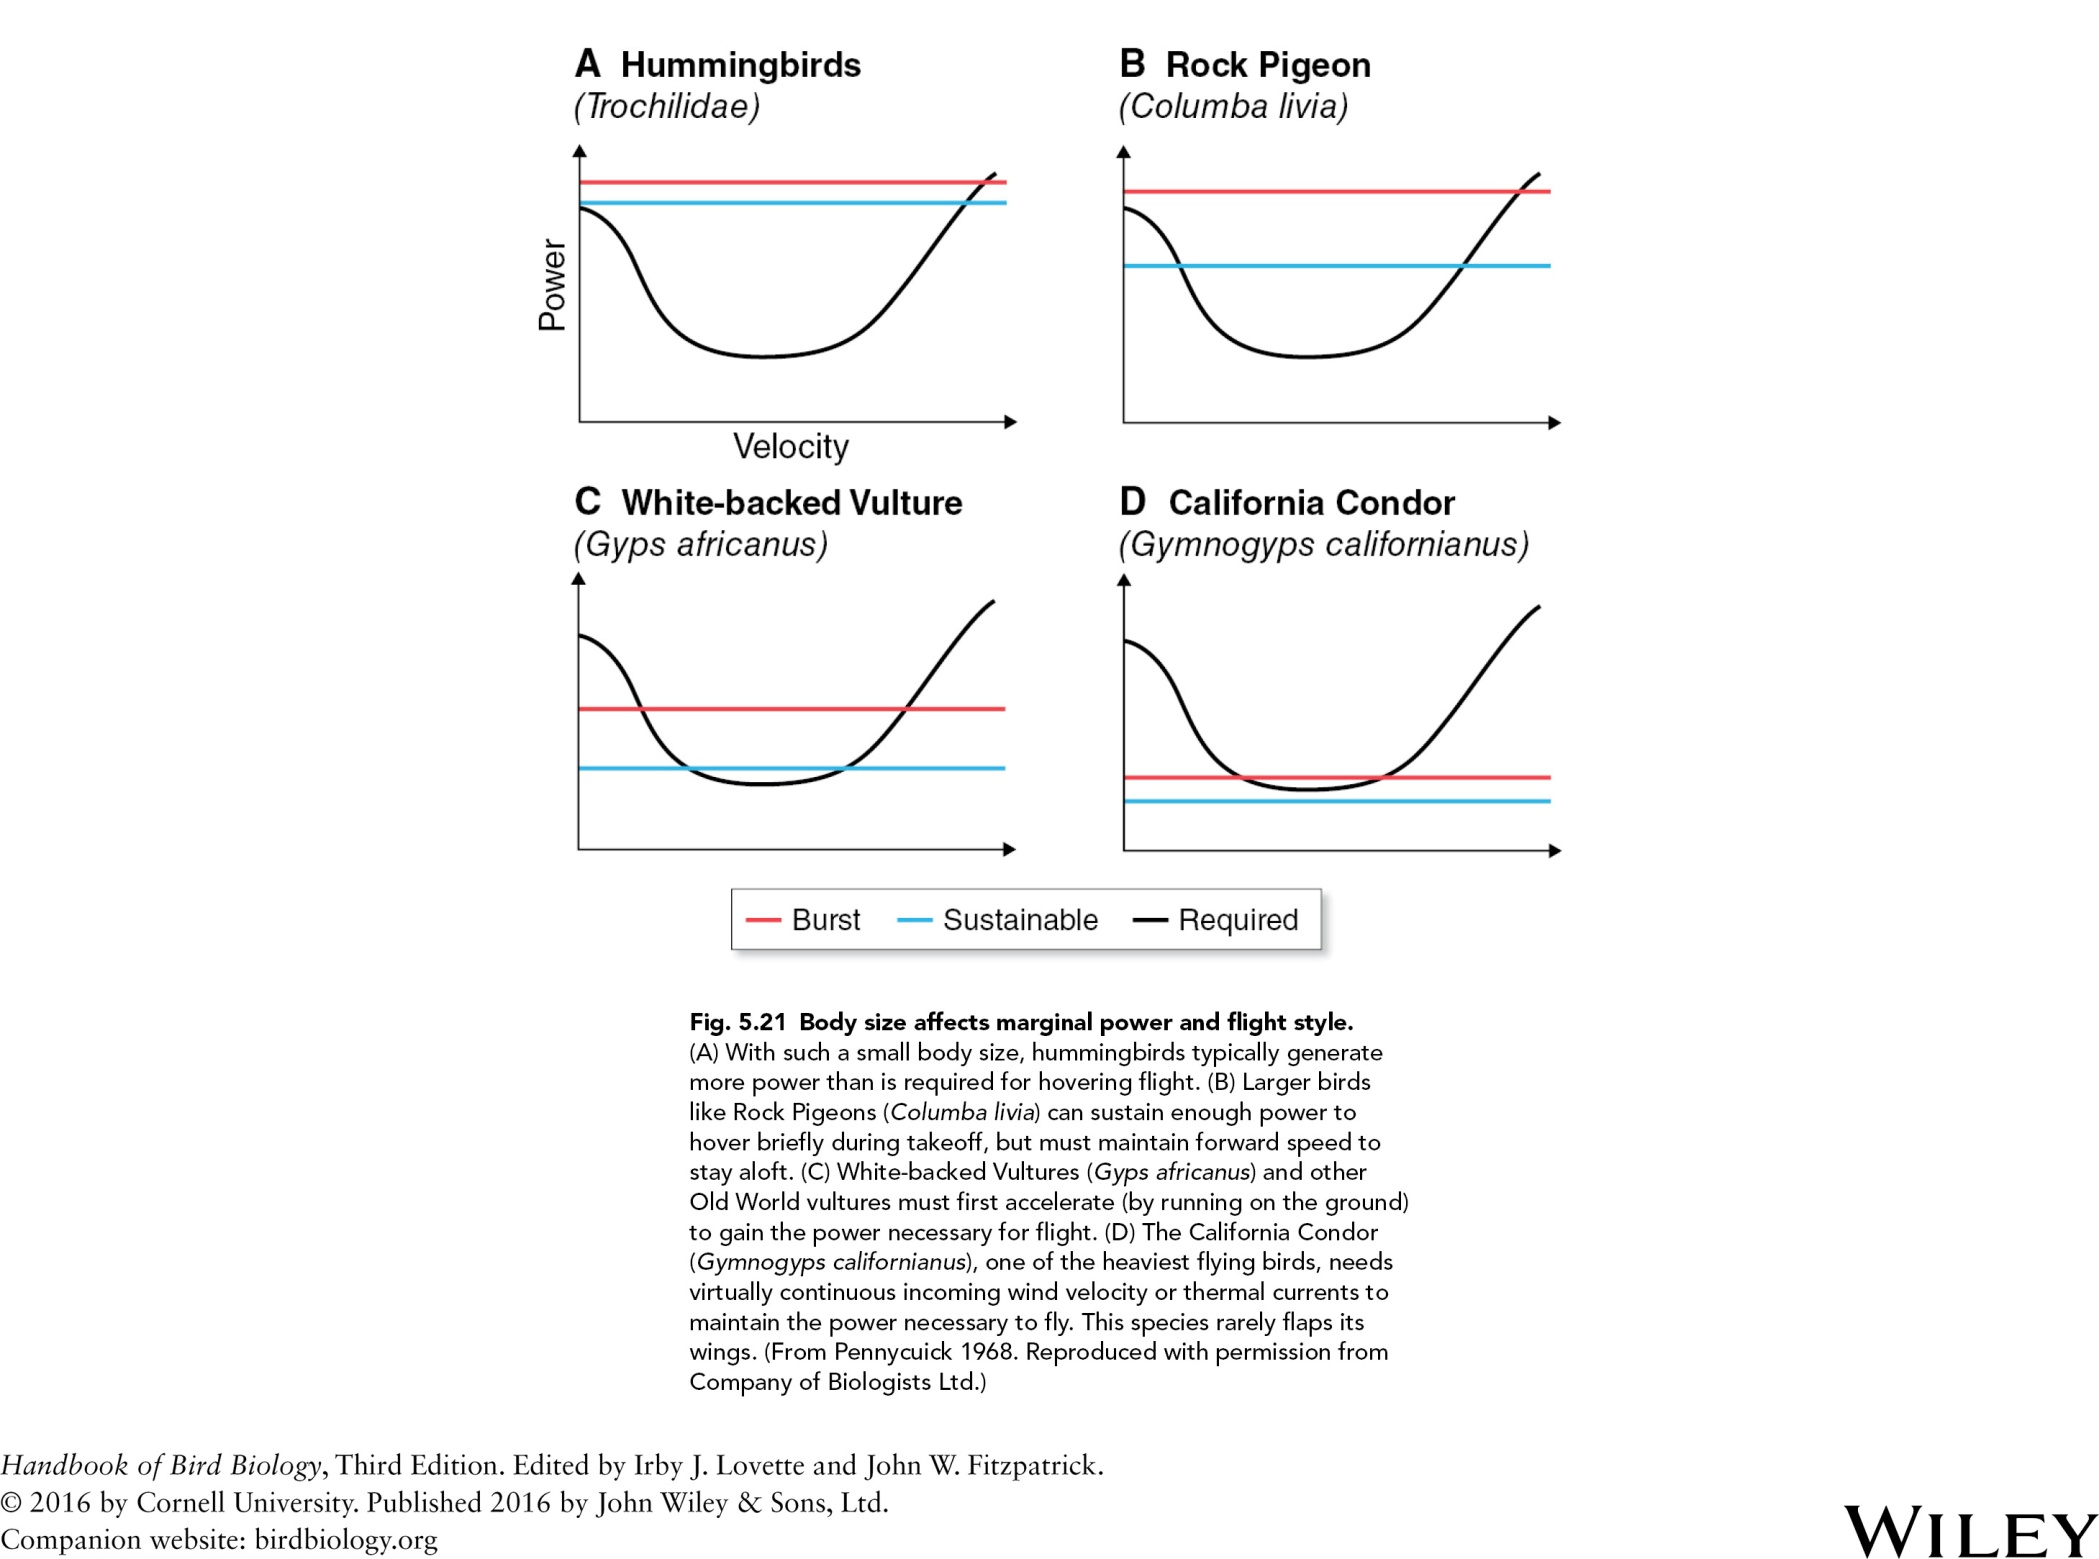 A Hummingbirds
(Trochilidae)
B Rock Pigeon
(Columba livia)
Power
Velocity
C White-backed Vulture
(Gyps africanus)
D California Condor
(Gymnogyps californianus)
Burst
Sustainable
Required
Fig. 5.21 Body size affects marginal power and flight style.
(A) With such a small body size, hummingbirds typically generate
more power than is required for hovering flight. (B) Larger birds
like Rock Pigeons (Columba livia) can sustain enough power to
hover briefly during takeoff, but must maintain forward speed to
stay aloft. (C) White-backed Vultures (Gyps africanus) and other
Old World vultures must first accelerate (by running on the ground)
to gain the power necessary for flight. (D) The California Condor
(Gymnogyps californianus), one of the heaviest flying birds, needs
virtually continuous incoming wind velocity or thermal currents to
maintain the power necessary to fly. This species rarely flaps its
wings. (From Pennycuick 1968. Reproduced with permission from
Company of Biologists Ltd.)
Handbook of Bird Biology, Third Edition. Edited by Irby J. Lovette and John W. Fitzpatrick.
© 2016 by Cornell University. Published 2016 by John Wiley & Sons, Ltd.
Companion website: birdbiology.org
WILEY